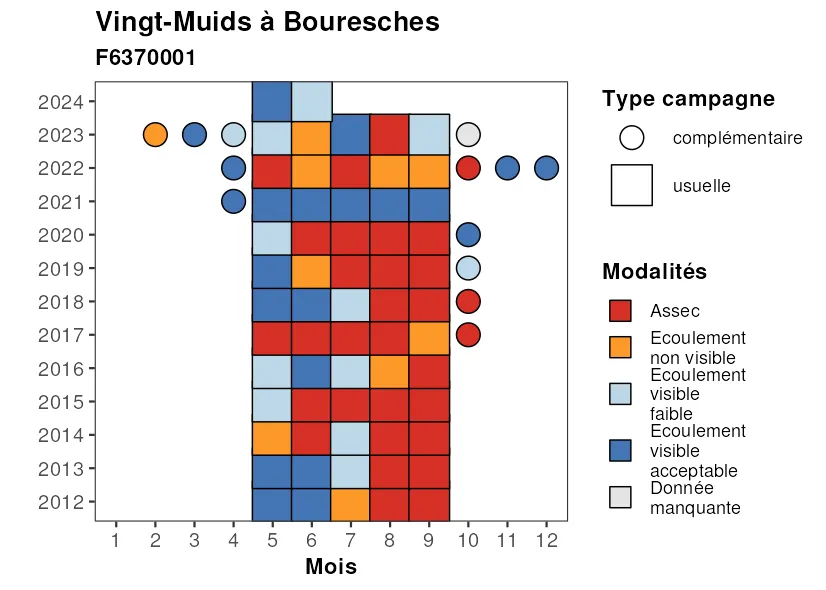 Vingt-Muids à Bouresches
F6370001
2024
2023
2022
2021
2020
2019
2018
2017
2016
2015
2014
2013
2012
1 2 3 4 5 6 7 8 9 10 11 12
Mois
Type campagne
complémentaire
usuelle
Modalités
Assec
Ecoulement
non visible
Ecoulement
visible
faible
Ecoulement
visible
acceptable
Donnée
manquante